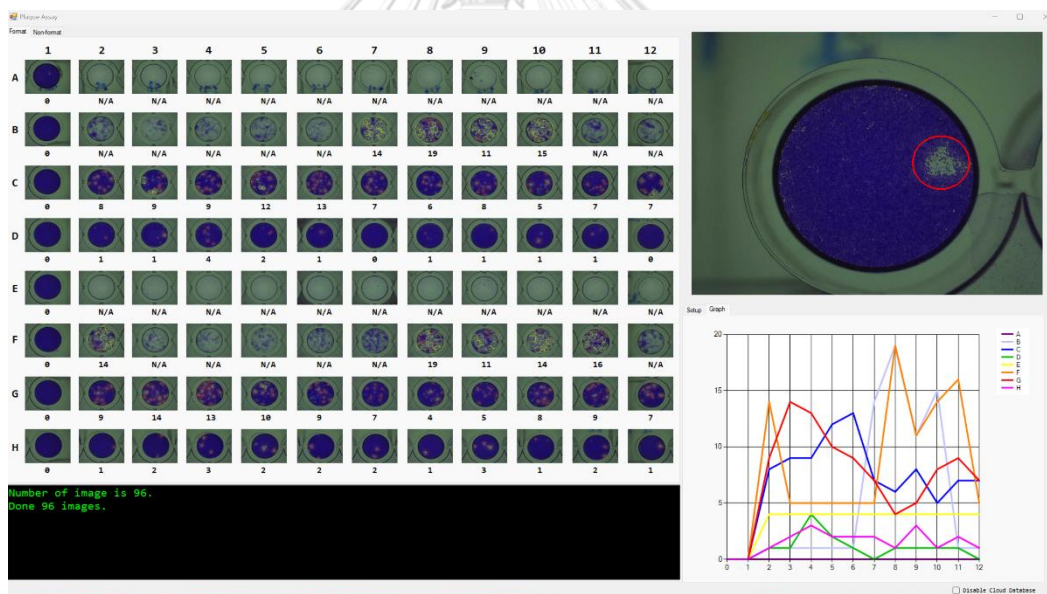 Plaque Assay
Format Non-format
1 2 3 4 5 6 7 8 9 10 11 12
A
0 N/A N/A N/A N/A N/A N/A N/A N/A N/A N/A N/A
B
0 N/A N/A N/A N/A N/A 14 19 11 15 N/A N/A
C
0 8 9 9 12 13 7 6 8 5 7 7
D
0 1 1 4 2 1 0 1 1 1 1 0
E
0 N/A N/A N/A N/A N/A N/A N/A N/A N/A N/A N/A
F
0 14 N/A N/A N/A N/A N/A 19 11 14 16 N/A
G
0 9 14 13 10 9 7 4 5 8 9 7
H
0 1 2 3 2 2 2 1 3 1 2 1
Number of image is 96.
Done 96 images.
Setup Graph
20
15
10
5
0
0 1 2 3 4 5 6 7 8 9 10 11 12
A
B
C
D
E
F
G
H
Disable Cloud Database